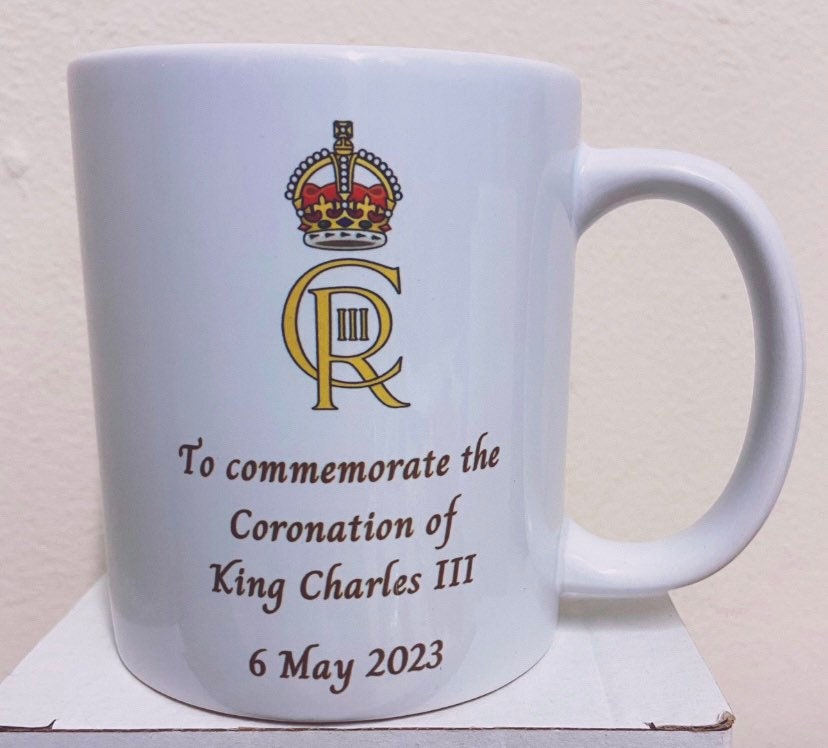 CR III
To commemorate the
Coronation of
King Charles III
6 May 2023